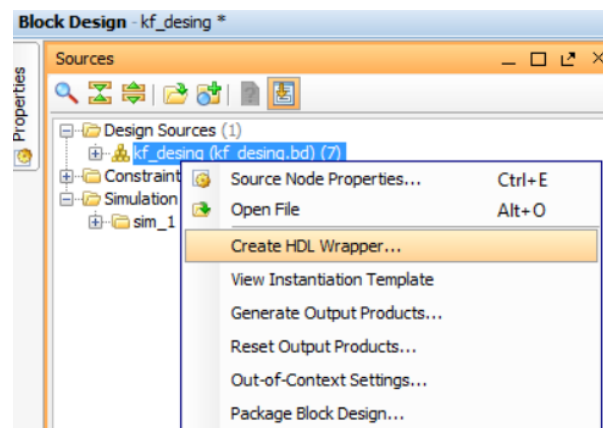 Block Design - kf_desing *
Properties
Sources
Design Sources (1)
kf_desing (kf_desing.bd) (7)
Constraint
Source Node Properties... Ctrl+E
Simulation
Open File Alt+O
sim_1
Create HDL Wrapper...
View Instantiation Template
Generate Output Products...
Reset Output Products...
Out-of-Context Settings...
Package Block Design...